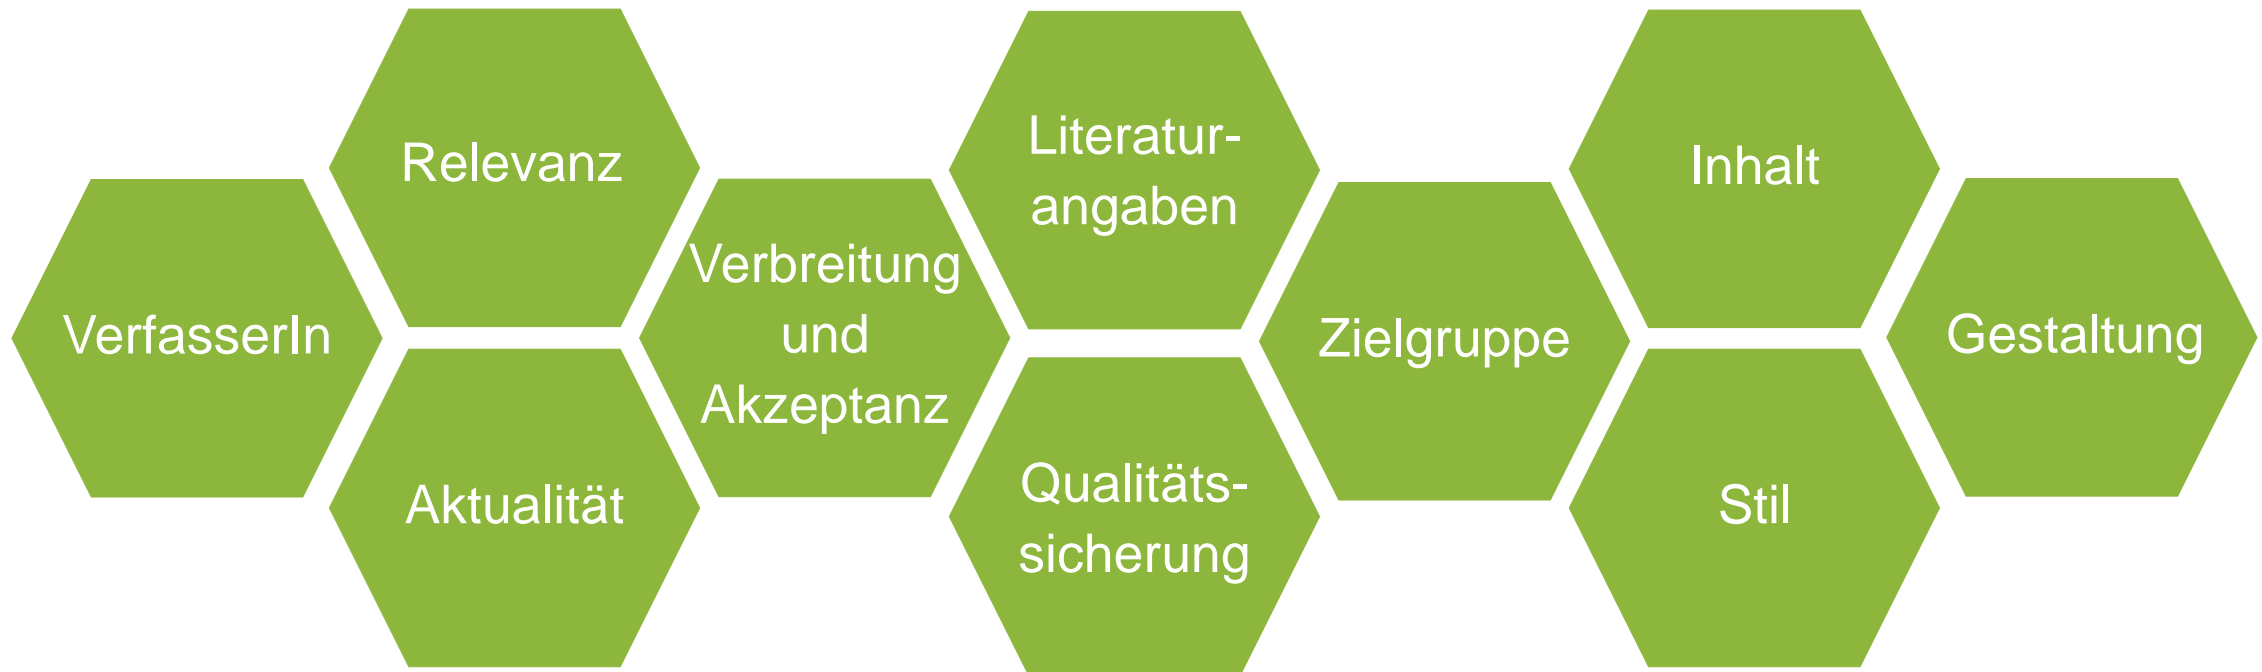 VerfasserIn
Relevanz
Aktualität
Verbreitung
und
Akzeptanz
Literatur-
angaben
Qualitäts-
sicherung
Zielgruppe
Inhalt
Stil
Gestaltung